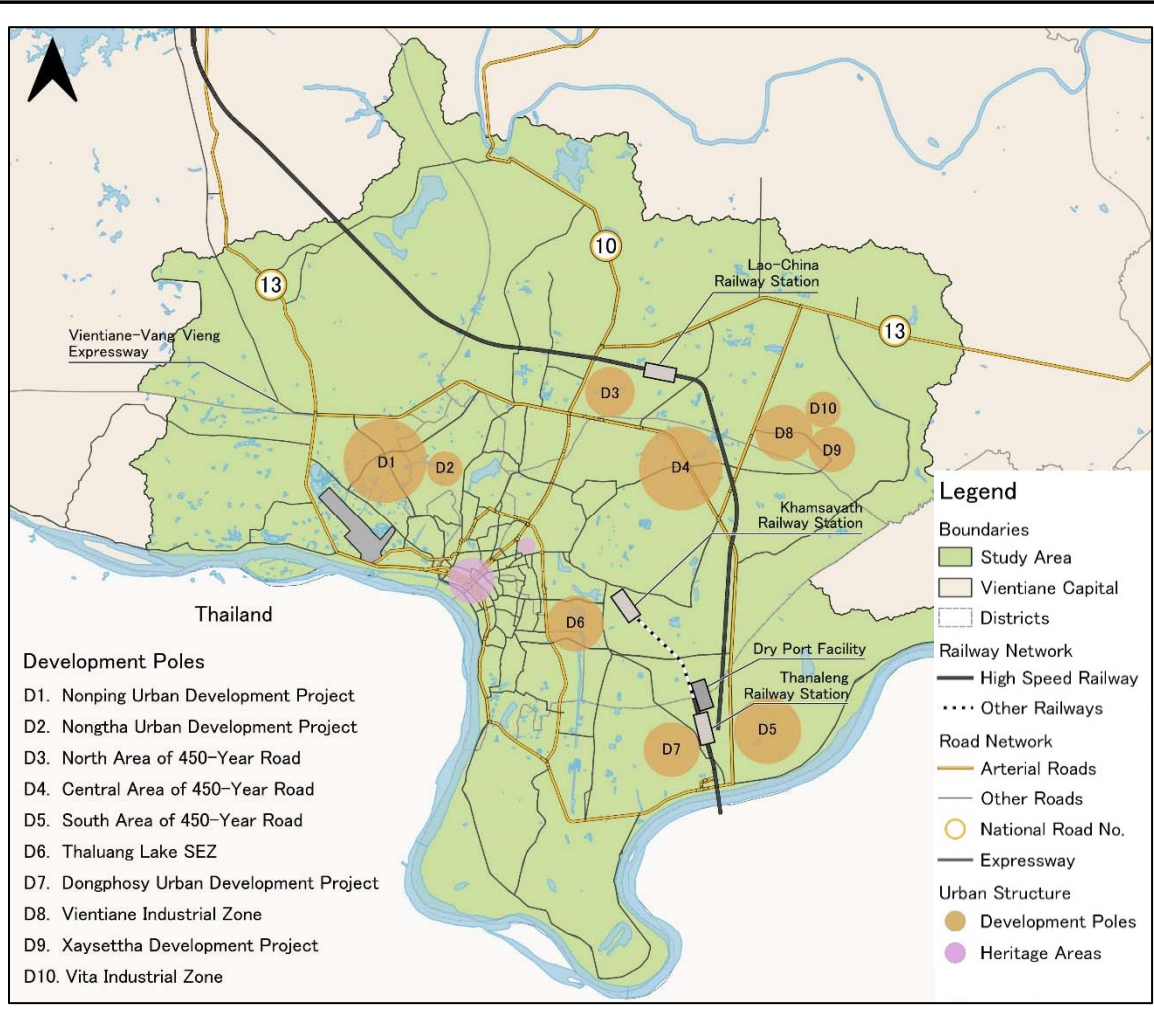 10
13
Lao-China
Railway Station
13
Vientiane-Vang Vieng
Expressway
D3
D10
D8
D9
D1
D2
D4
Khamsavath
Railway Station
Thailand
D6
Dry Port Facility
Thanaleng
Railway Station
D5
D7
Development Poles
D1. Nonping Urban Development Project
D2. Nongtha Urban Development Project
D3. North Area of 450-Year Road
D4. Central Area of 450-Year Road
D5. South Area of 450-Year Road
D6. Thaluang Lake SEZ
D7. Dongphosy Urban Development Project
D8. Vientiane Industrial Zone
D9. Xaysettha Development Project
D10. Vita Industrial Zone
Legend
Boundaries
Study Area
Vientiane Capital
Districts
Railway Network
High Speed Railway
Other Railways
Road Network
Arterial Roads
Other Roads
National Road No.
Expressway
Urban Structure
Development Poles
Heritage Areas